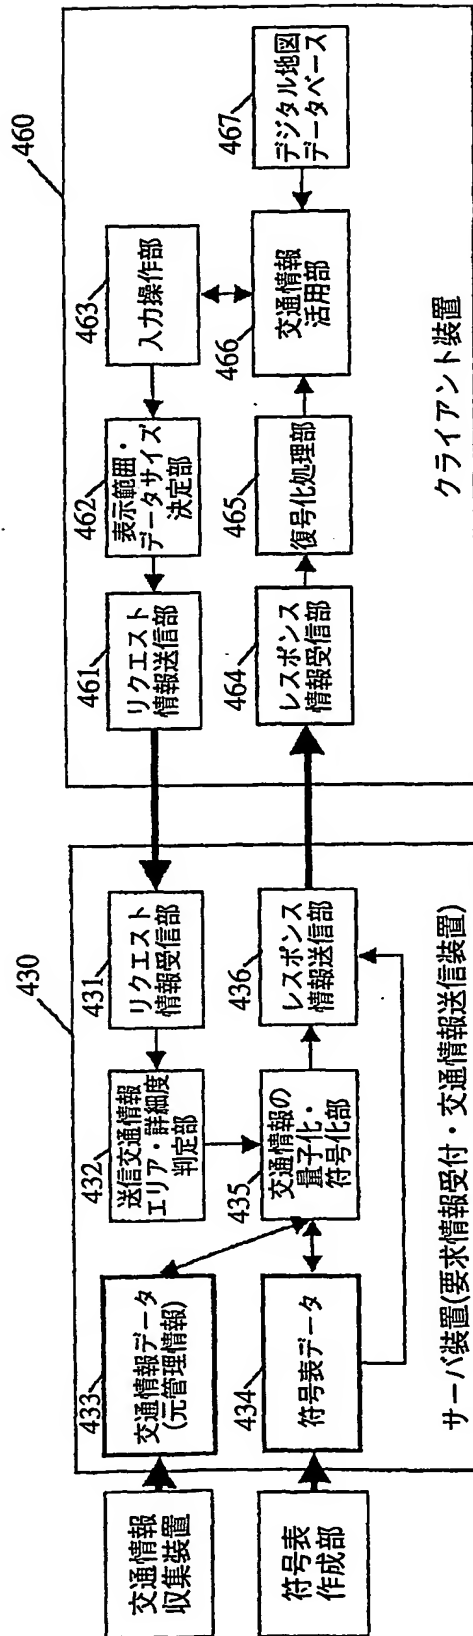 交通情報
収集装置
符号表
作成部
430
433
交通情報データ
(元管理情報)
434
符号表データ
432
送信交通情報
エリア・詳細度
判定部
431
リクエスト
情報受信部
435
交通情報の
量子化・
符号化部
436
レスポンス
情報送信部
サーバ装置(要求情報受付・交通情報送信装置)
460
461
リクエスト
情報送信部
462
表示範囲・
データサイズ
決定部
463
入力操作部
464
レスポンス
情報受信部
465
復号化処理部
466
交通情報
活用部
467
デジタル地図
データベース
クライアント装置